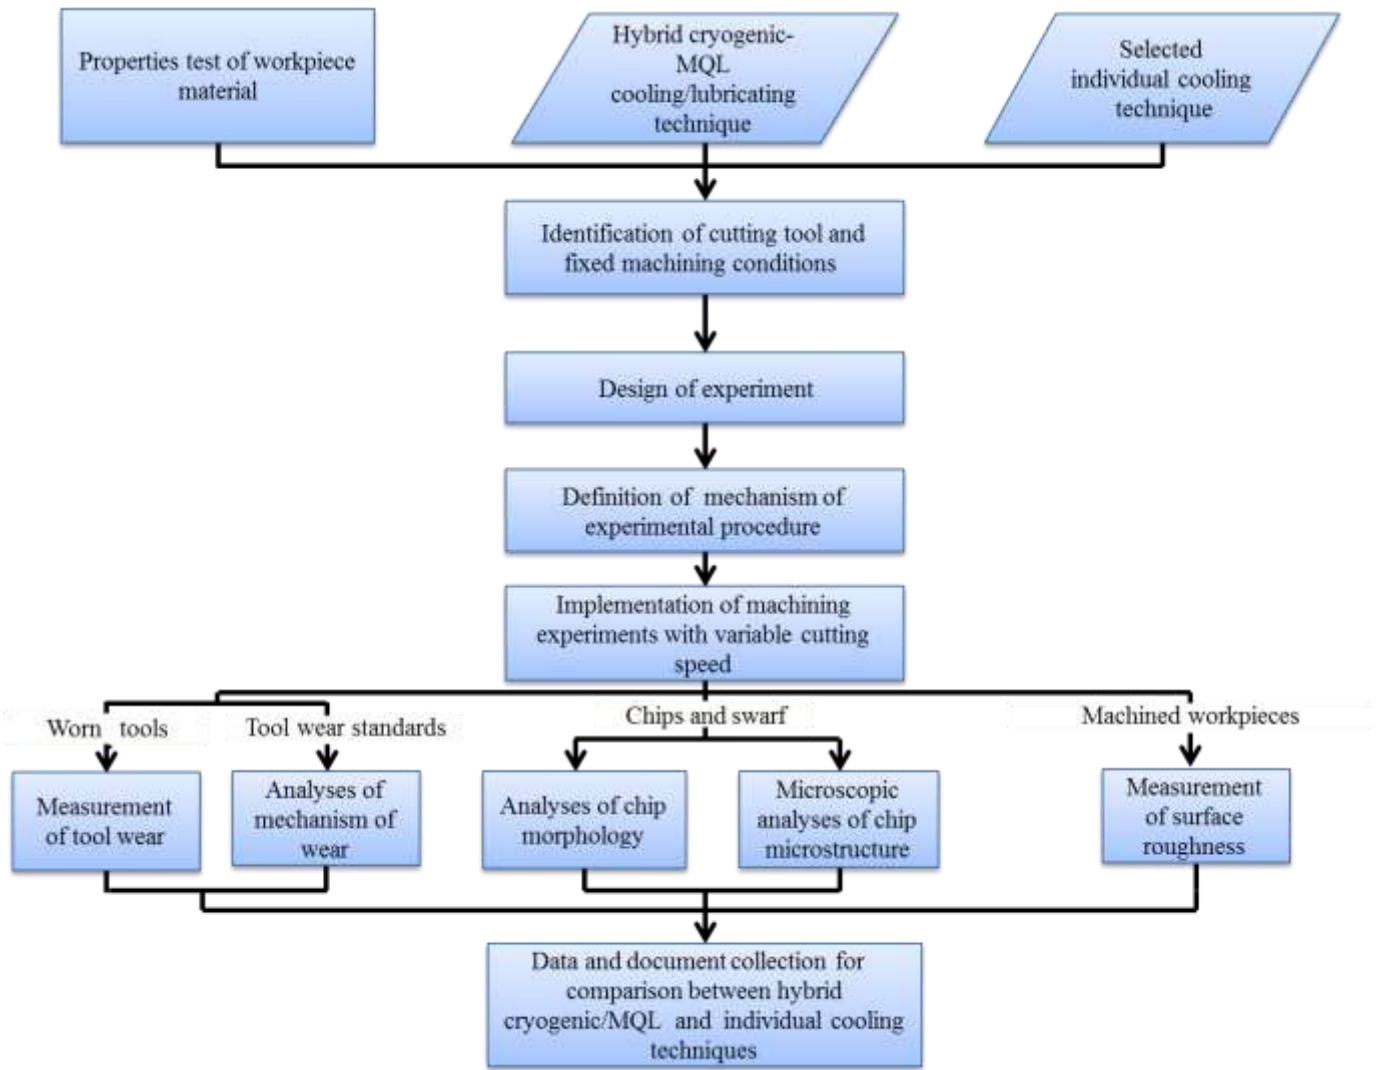 Properties test of workpiece
material
Hybrid cryogenic-
MQL
cooling/lubricating
technique
Selected
individual cooling
technique
Identification of cutting tool and
fixed machining conditions
Design of experiment
Definition of mechanism of
experimental procedure
Implementation of machining
experiments with variable cutting
speed
Worn tools
Tool wear standards
Chips and swarf
Machined workpieces
Measurement
of tool wear
Analyses of
mechanism of
wear
Analyses of chip
morphology
Microscopic
analyses of chip
microstructure
Measurement
of surface
roughness
Data and document collection for
comparison between hybrid
cryogenic/MQL and individual cooling
techniques